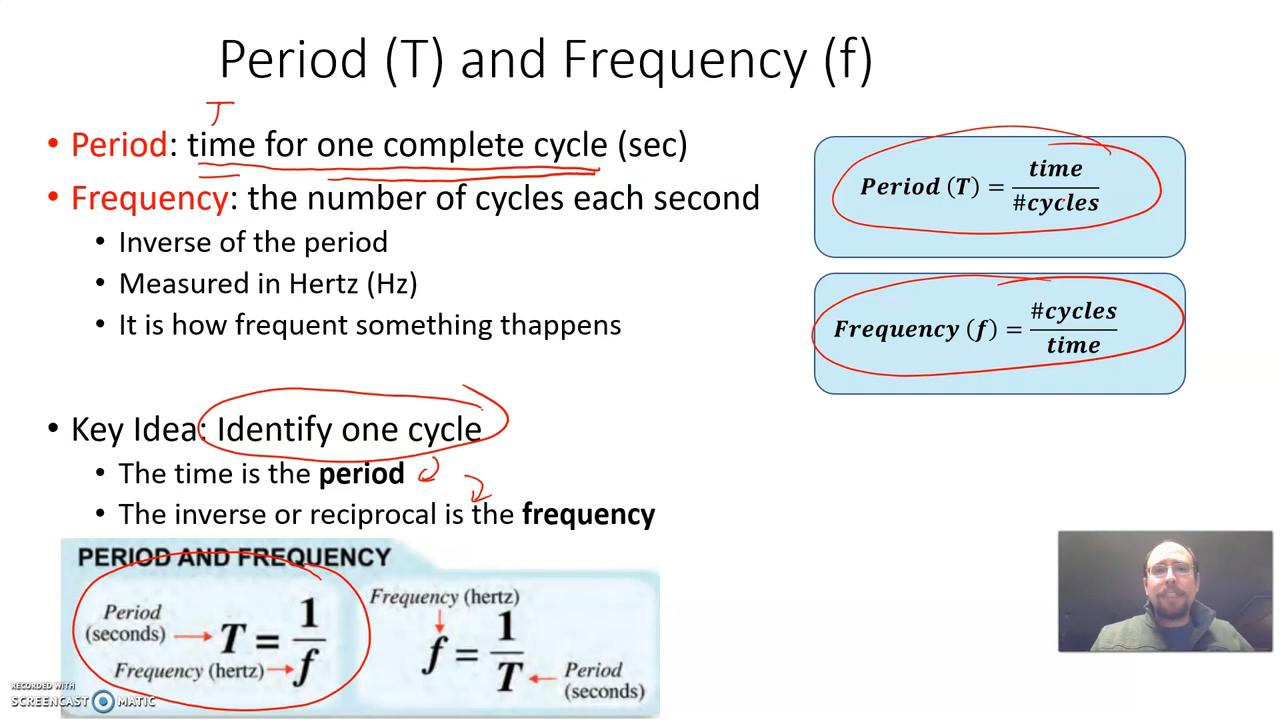 Period (T) and Frequency (f)
T
• Period: time for one complete cycle (sec)
• Frequency: the number of cycles each second
• Inverse of the period
• Measured in Hertz (Hz)
• It is how frequent something thappens
• Key Idea: Identify one cycle
• The time is the period
• The inverse or reciprocal is the frequency
Period (T) = time / #cycles
Frequency (f) = #cycles / time
PERIOD AND FREQUENCY
Period
(seconds)
T = 1 / f
Frequency (hertz)
Frequency (hertz)
f = 1 / T
Period
(seconds)
RECORDED WITH
SCREENCAST MATIC